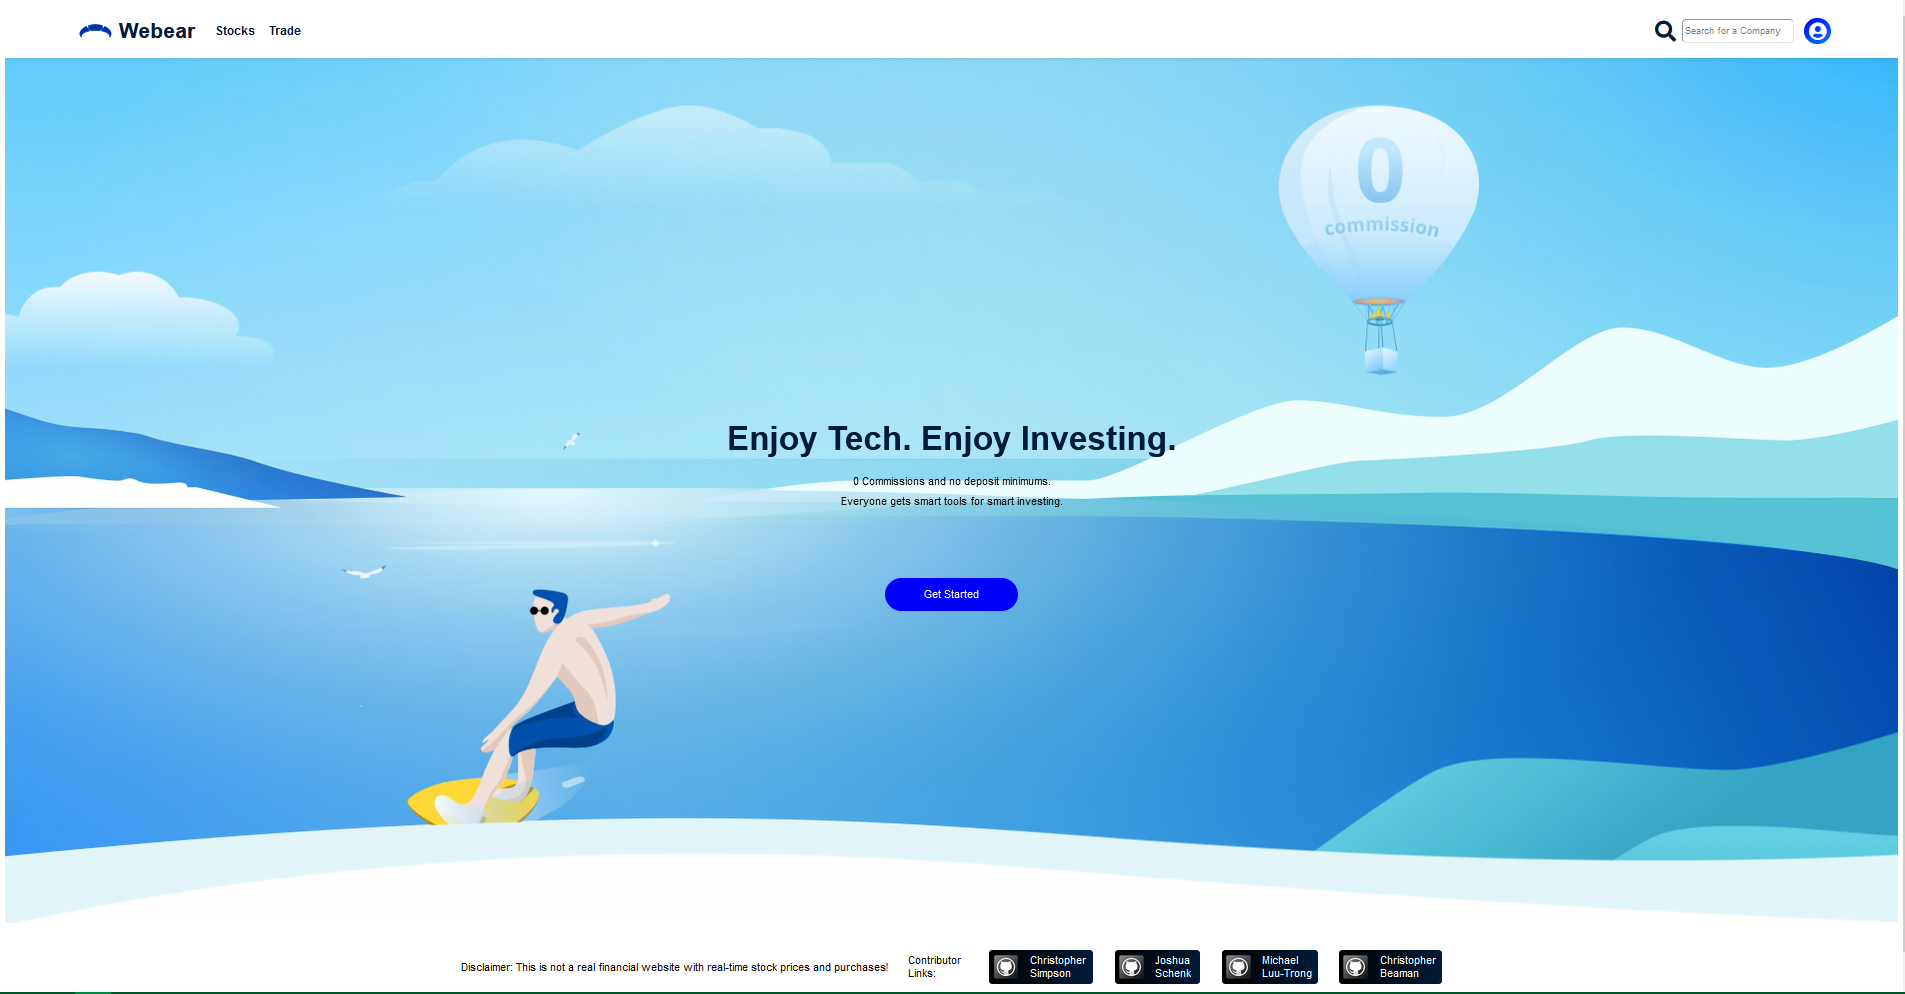 Webear Stocks Trade Search for a Company
0
commission
Enjoy Tech. Enjoy Investing.
0 Commissions and no deposit minimums.
Everyone gets smart tools for smart investing.
Get Started
Disclaimer: This is not a real financial website with real-time stock prices and purchases!
Contributor
Links:
Christopher
Simpson
Joshua
Schenk
Michael
Luu-Trong
Christopher
Beaman